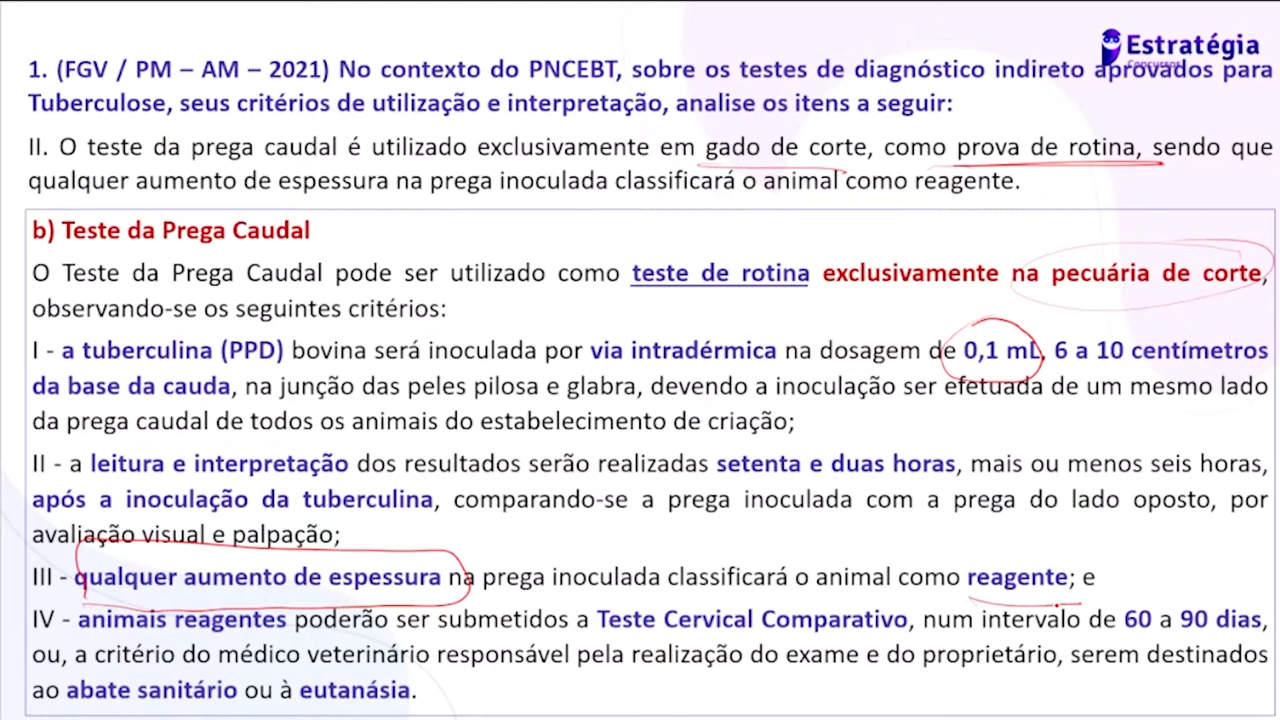 Estratégia
Concursos
1. (FGV / PM – AM – 2021) No contexto do PNCEBT, sobre os testes de diagnóstico indireto aprovados para
Tuberculose, seus critérios de utilização e interpretação, analise os itens a seguir:
II. O teste da prega caudal é utilizado exclusivamente em gado de corte, como prova de rotina, sendo que
qualquer aumento de espessura na prega inoculada classificará o animal como reagente.
b) Teste da Prega Caudal
O Teste da Prega Caudal pode ser utilizado como teste de rotina exclusivamente na pecuária de corte,
observando-se os seguintes critérios:
I - a tuberculina (PPD) bovina será inoculada por via intradérmica na dosagem de 0,1 mL, 6 a 10 centímetros
da base da cauda, na junção das peles pilosa e glabra, devendo a inoculação ser efetuada de um mesmo lado
da prega caudal de todos os animais do estabelecimento de criação;
II - a leitura e interpretação dos resultados serão realizadas setenta e duas horas, mais ou menos seis horas,
após a inoculação da tuberculina, comparando-se a prega inoculada com a prega do lado oposto, por
avaliação visual e palpação;
III - qualquer aumento de espessura na prega inoculada classificará o animal como reagente; e
IV - animais reagentes poderão ser submetidos a Teste Cervical Comparativo, num intervalo de 60 a 90 dias,
ou, a critério do médico veterinário responsável pela realização do exame e do proprietário, serem destinados
ao abate sanitário ou à eutanásia.